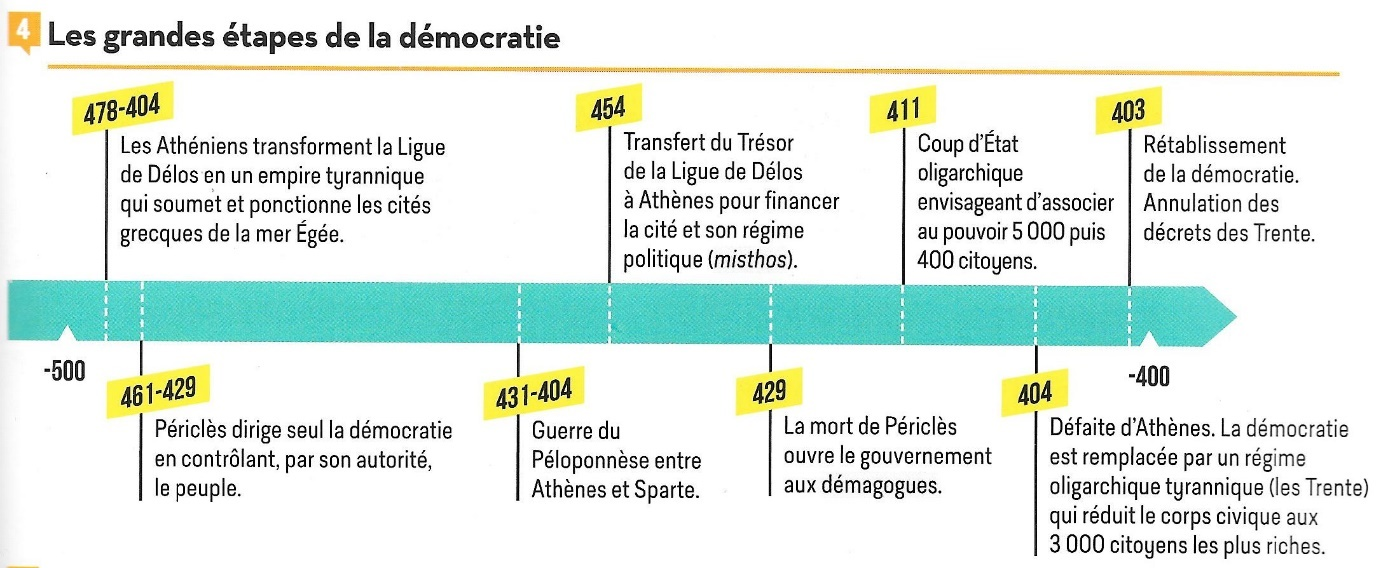 4 Les grandes étapes de la démocratie
478-404
Les Athéniens transforment la Ligue
de Délos en un empire tyrannique
qui soumet et ponctionne les cités
grecques de la mer Égée.
454
Transfert du Trésor
de la Ligue de Délos
à Athènes pour financer
la cité et son régime
politique (misthos).
411
Coup d'État
oligarchique
envisageant d'associer
au pouvoir 5 000 puis
400 citoyens.
403
Rétablissement
de la démocratie.
Annulation des
décrets des Trente.
-500
-400
461-429
Périclès dirige seul la démocratie
en contrôlant, par son autorité,
le peuple.
431-404
Guerre du
Péloponnèse entre
Athènes et Sparte.
429
La mort de Périclès
ouvre le gouvernement
aux démagogues.
404
Défaite d'Athènes. La démocratie
est remplacée par un régime
oligarchique tyrannique (les Trente)
qui réduit le corps civique aux
3 000 citoyens les plus riches.